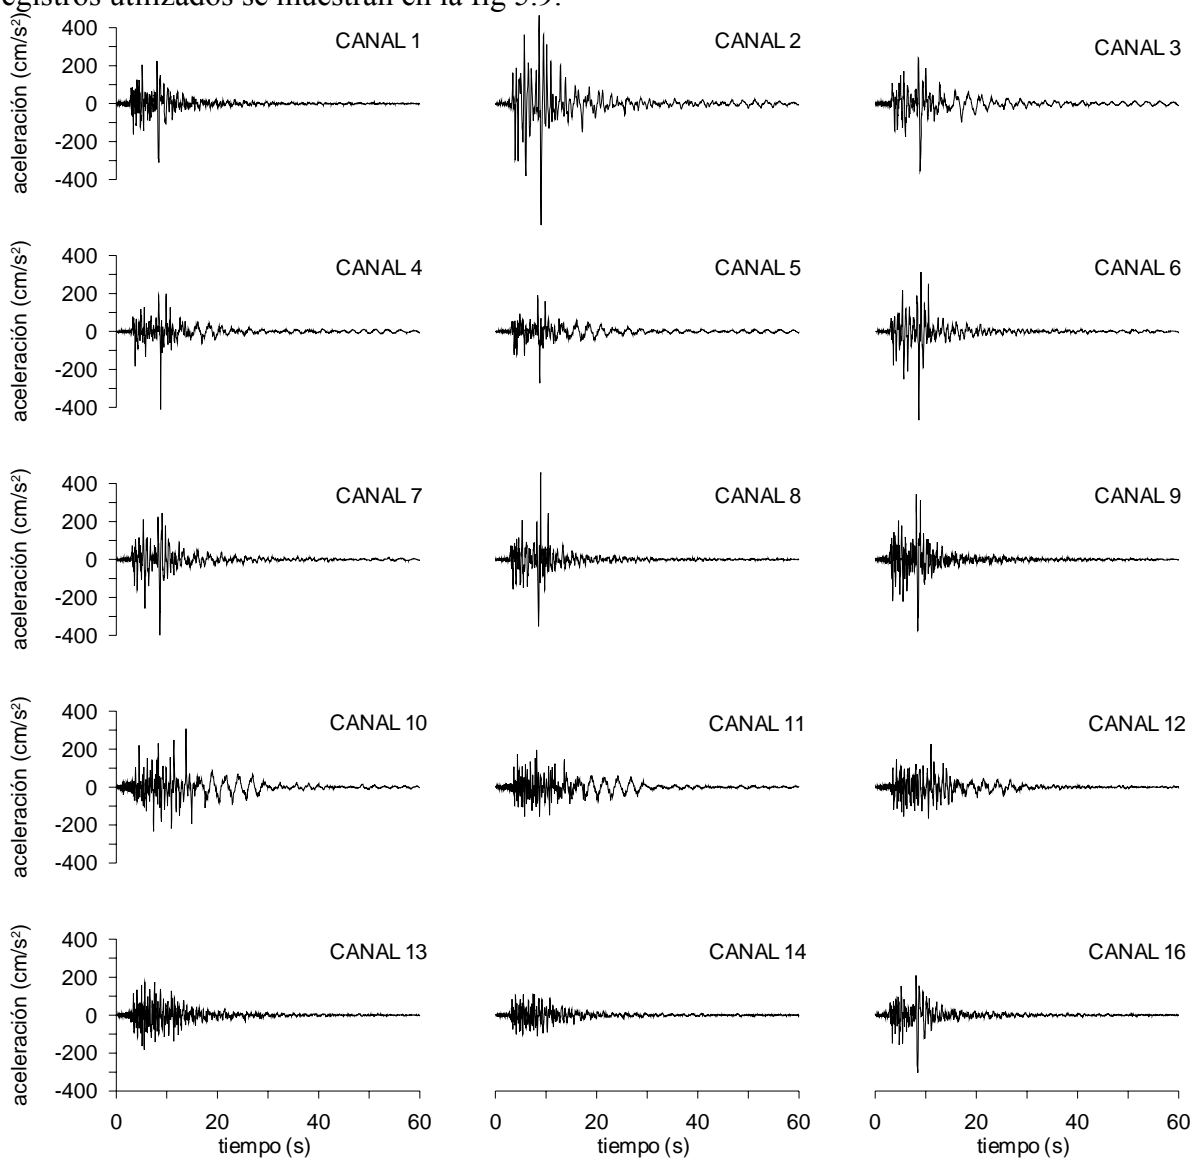 egistros utilizados se muestran en la fig 5.9.
aceleración (cm/s²)
400
200
0
-200
-400
CANAL 1
CANAL 2
CANAL 3
aceleración (cm/s²)
400
200
0
-200
-400
CANAL 4
CANAL 5
CANAL 6
aceleración (cm/s²)
400
200
0
-200
-400
CANAL 7
CANAL 8
CANAL 9
aceleración (cm/s²)
400
200
0
-200
-400
CANAL 10
CANAL 11
CANAL 12
aceleración (cm/s²)
400
200
0
-200
-400
CANAL 13
CANAL 14
CANAL 16
0 20 40 60
tiempo (s)
0 20 40 60
tiempo (s)
0 20 40 60
tiempo (s)